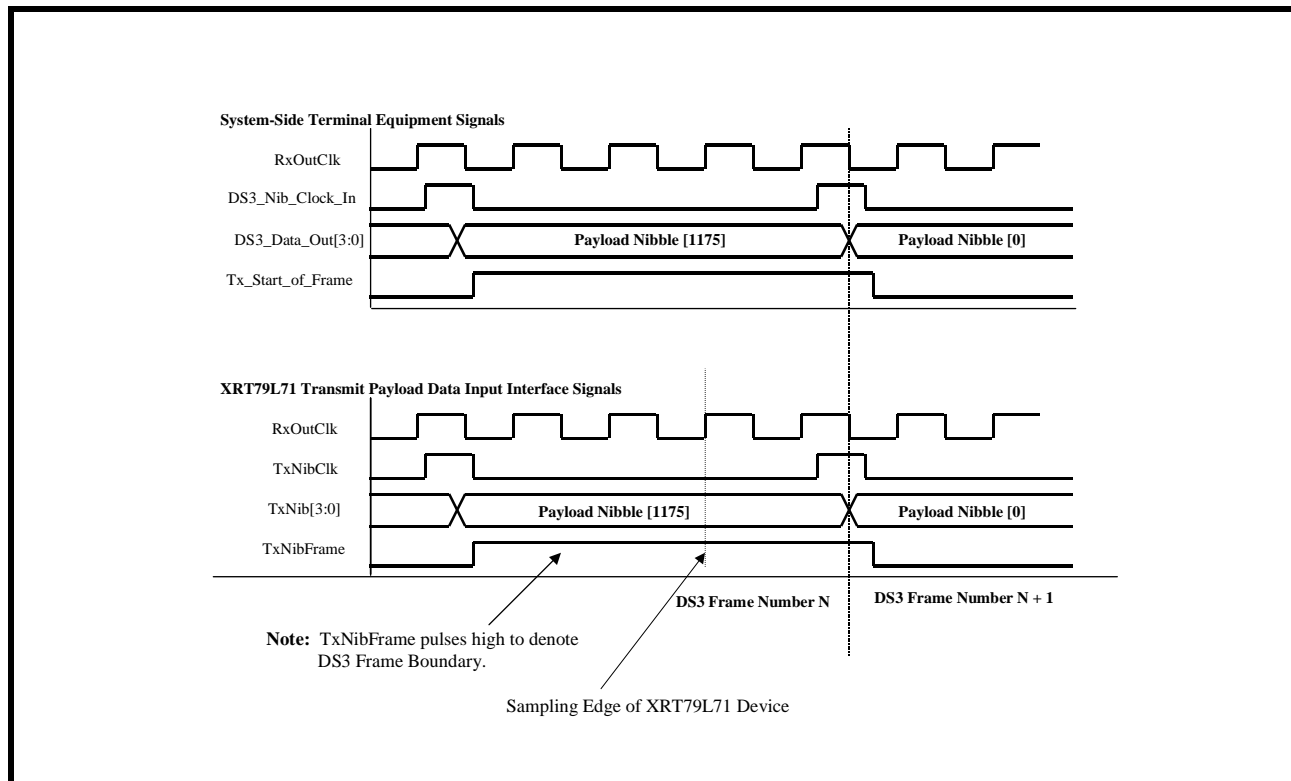 System-Side Terminal Equipment Signals
RxOutClk
DS3_Nib_Clock_In
DS3_Data_Out[3:0]
Payload Nibble [1175]
Payload Nibble [0]
Tx_Start_of_Frame
XRT79L71 Transmit Payload Data Input Interface Signals
RxOutClk
TxNibClk
TxNib[3:0]
Payload Nibble [1175]
Payload Nibble [0]
TxNibFrame
DS3 Frame Number N
DS3 Frame Number N + 1
Note: TxNibFrame pulses high to denote
DS3 Frame Boundary.
Sampling Edge of XRT79L71 Device